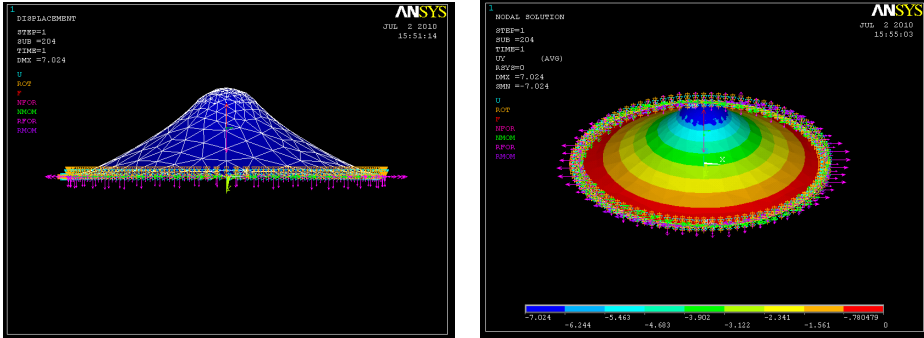 1
DISPLACEMENT
STEP=1
SUB =204
TIME=1
DMX =7.024
U
ROT
F
NFOR
NMOM
RFOR
RMOM
ANSYS
JUL 2 2010
15:51:14
1
NODAL SOLUTION
STEP=1
SUB =204
TIME=1
UY (AVG)
RSYS=0
DMX =7.024
SMN =-7.024
U
ROT
F
NFOR
NMOM
RFOR
RMOM
ANSYS
JUL 2 2010
15:55:03
X
-7.024
-6.244
-5.463
-4.683
-3.902
-3.122
-2.341
-1.561
-.780479
0